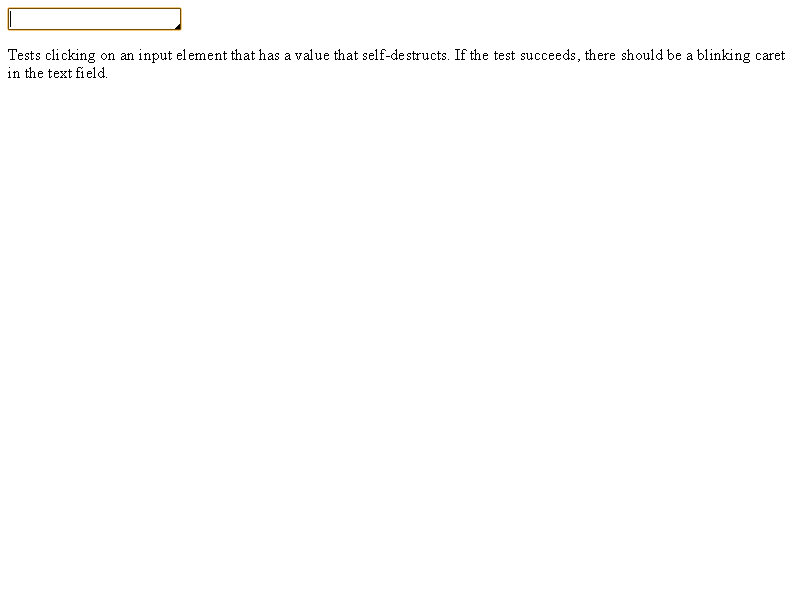 Tests clicking on an input element that has a value that self-destructs. If the test succeeds, there should be a blinking caret
in the text field.